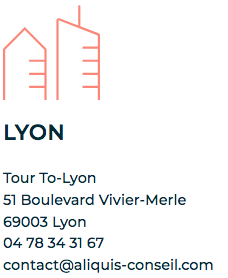 LYON
Tour To-Lyon
51 Boulevard Vivier-Merle
69003 Lyon
04 78 34 31 67
contact@aliquis-conseil.com